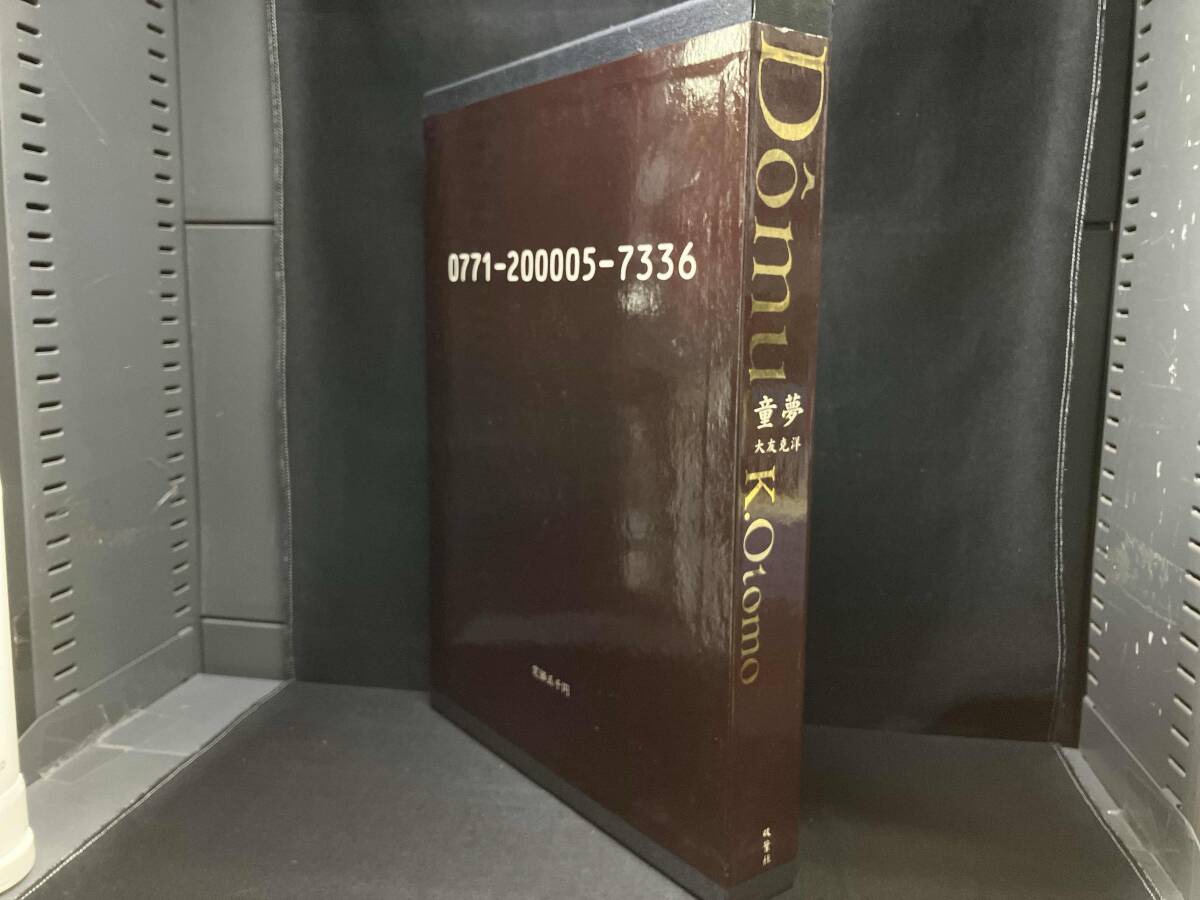 0771-200005-7336
定価五千円
Dômu
童夢
大友克洋
K.Otomo
双葉社